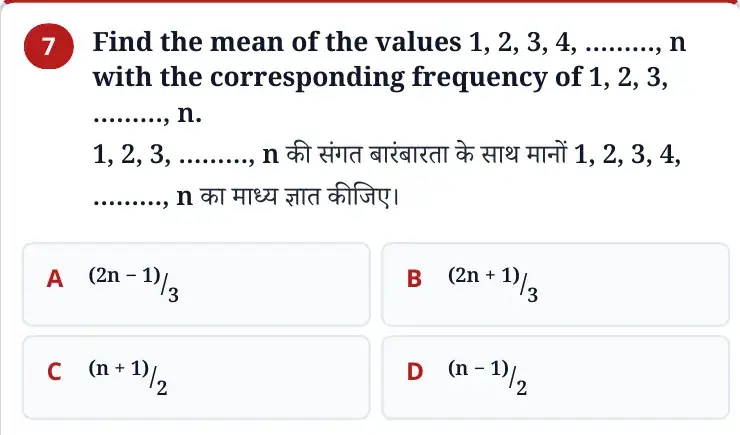 7 Find the mean of the values 1, 2, 3, 4, ........., n
with the corresponding frequency of 1, 2, 3,
........., n.
1, 2, 3, ........., n की संगत बारंबारता के साथ मानों 1, 2, 3, 4,
........., n का माध्य ज्ञात कीजिए।
A (2n − 1)/3
B (2n + 1)/3
C (n + 1)/2
D (n − 1)/2